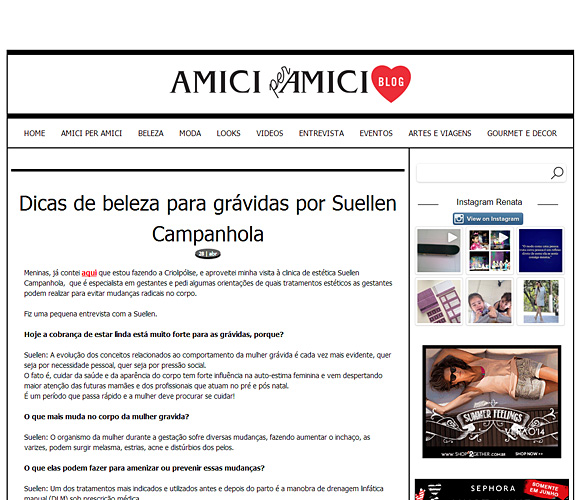 AMICI per AMICI BLOG
HOME AMICI PER AMICI BELEZA MODA LOOKS VIDEOS ENTREVISTA EVENTOS ARTES E VIAGENS GOURMET E DECOR
Dicas de beleza para grávidas por Suellen
Campanhola
28 | abr
Meninas, já contei aqui que estou fazendo a Criolpólise, e aproveitei minha visita à clinica de estética Suellen
Campanhola, que é especialista em gestantes e pedi algumas orientações de quais tratamentos estéticos as gestantes
podem realizar para evitar mudanças radicais no corpo.
Fiz uma pequena entrevista com a Suellen.
Hoje a cobrança de estar linda está muito forte para as grávidas, porque?
Suellen: A evolução dos conceitos relacionados ao comportamento da mulher grávida é cada vez mais evidente, quer
seja por necessidade pessoal, quer seja por pressão social.
O fato é, cuidar da saúde e da aparência do corpo tem forte influência na auto-estima feminina e vem despertando
maior atenção das futuras mamães e dos profissionais que atuam no pré e pós natal.
É um período que passa rápido e a mulher deve procurar se cuidar!
O que mais muda no corpo da mulher gravida?
Suellen: O organismo da mulher durante a gestação sofre diversas mudanças, fazendo aumentar o inchaço, as
varizes, podem surgir melasma, estrias, acne e distúrbios dos pelos.
O que elas podem fazer para amenizar ou prevenir essas mudanças?
Suellen: Um dos tratamentos mais indicados e utilizados antes e depois do parto é a manobra de drenagem linfática
manual (DLM) sob prescrição médica.
Instagram Renata
View on Instagram
SUMMER FEELINGS
VERÃO'14
WWW.SHOP2GETHER.COM.BR SHOP NOW >>
SEPHORA
SOMENTE
EM JUNHO